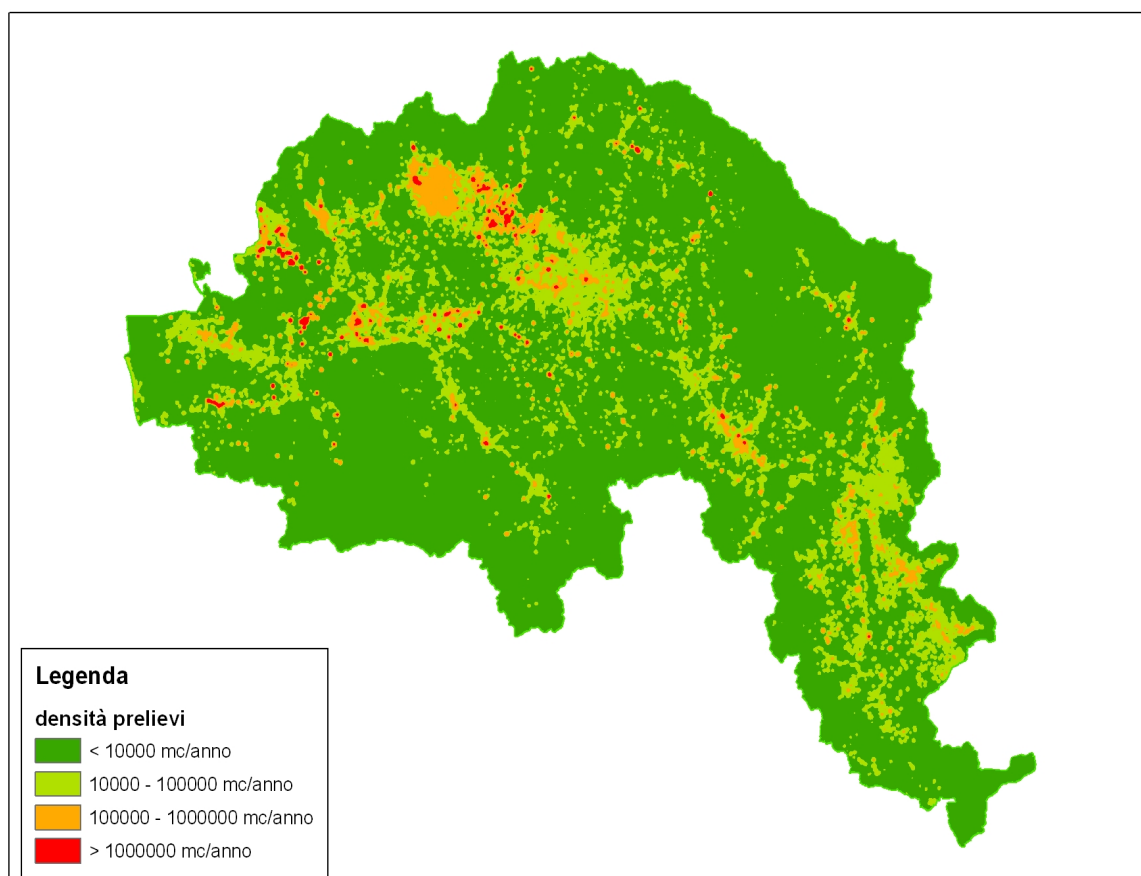 Legenda
densità prelievi
< 10000 mc/anno
10000 - 100000 mc/anno
100000 - 1000000 mc/anno
> 1000000 mc/anno